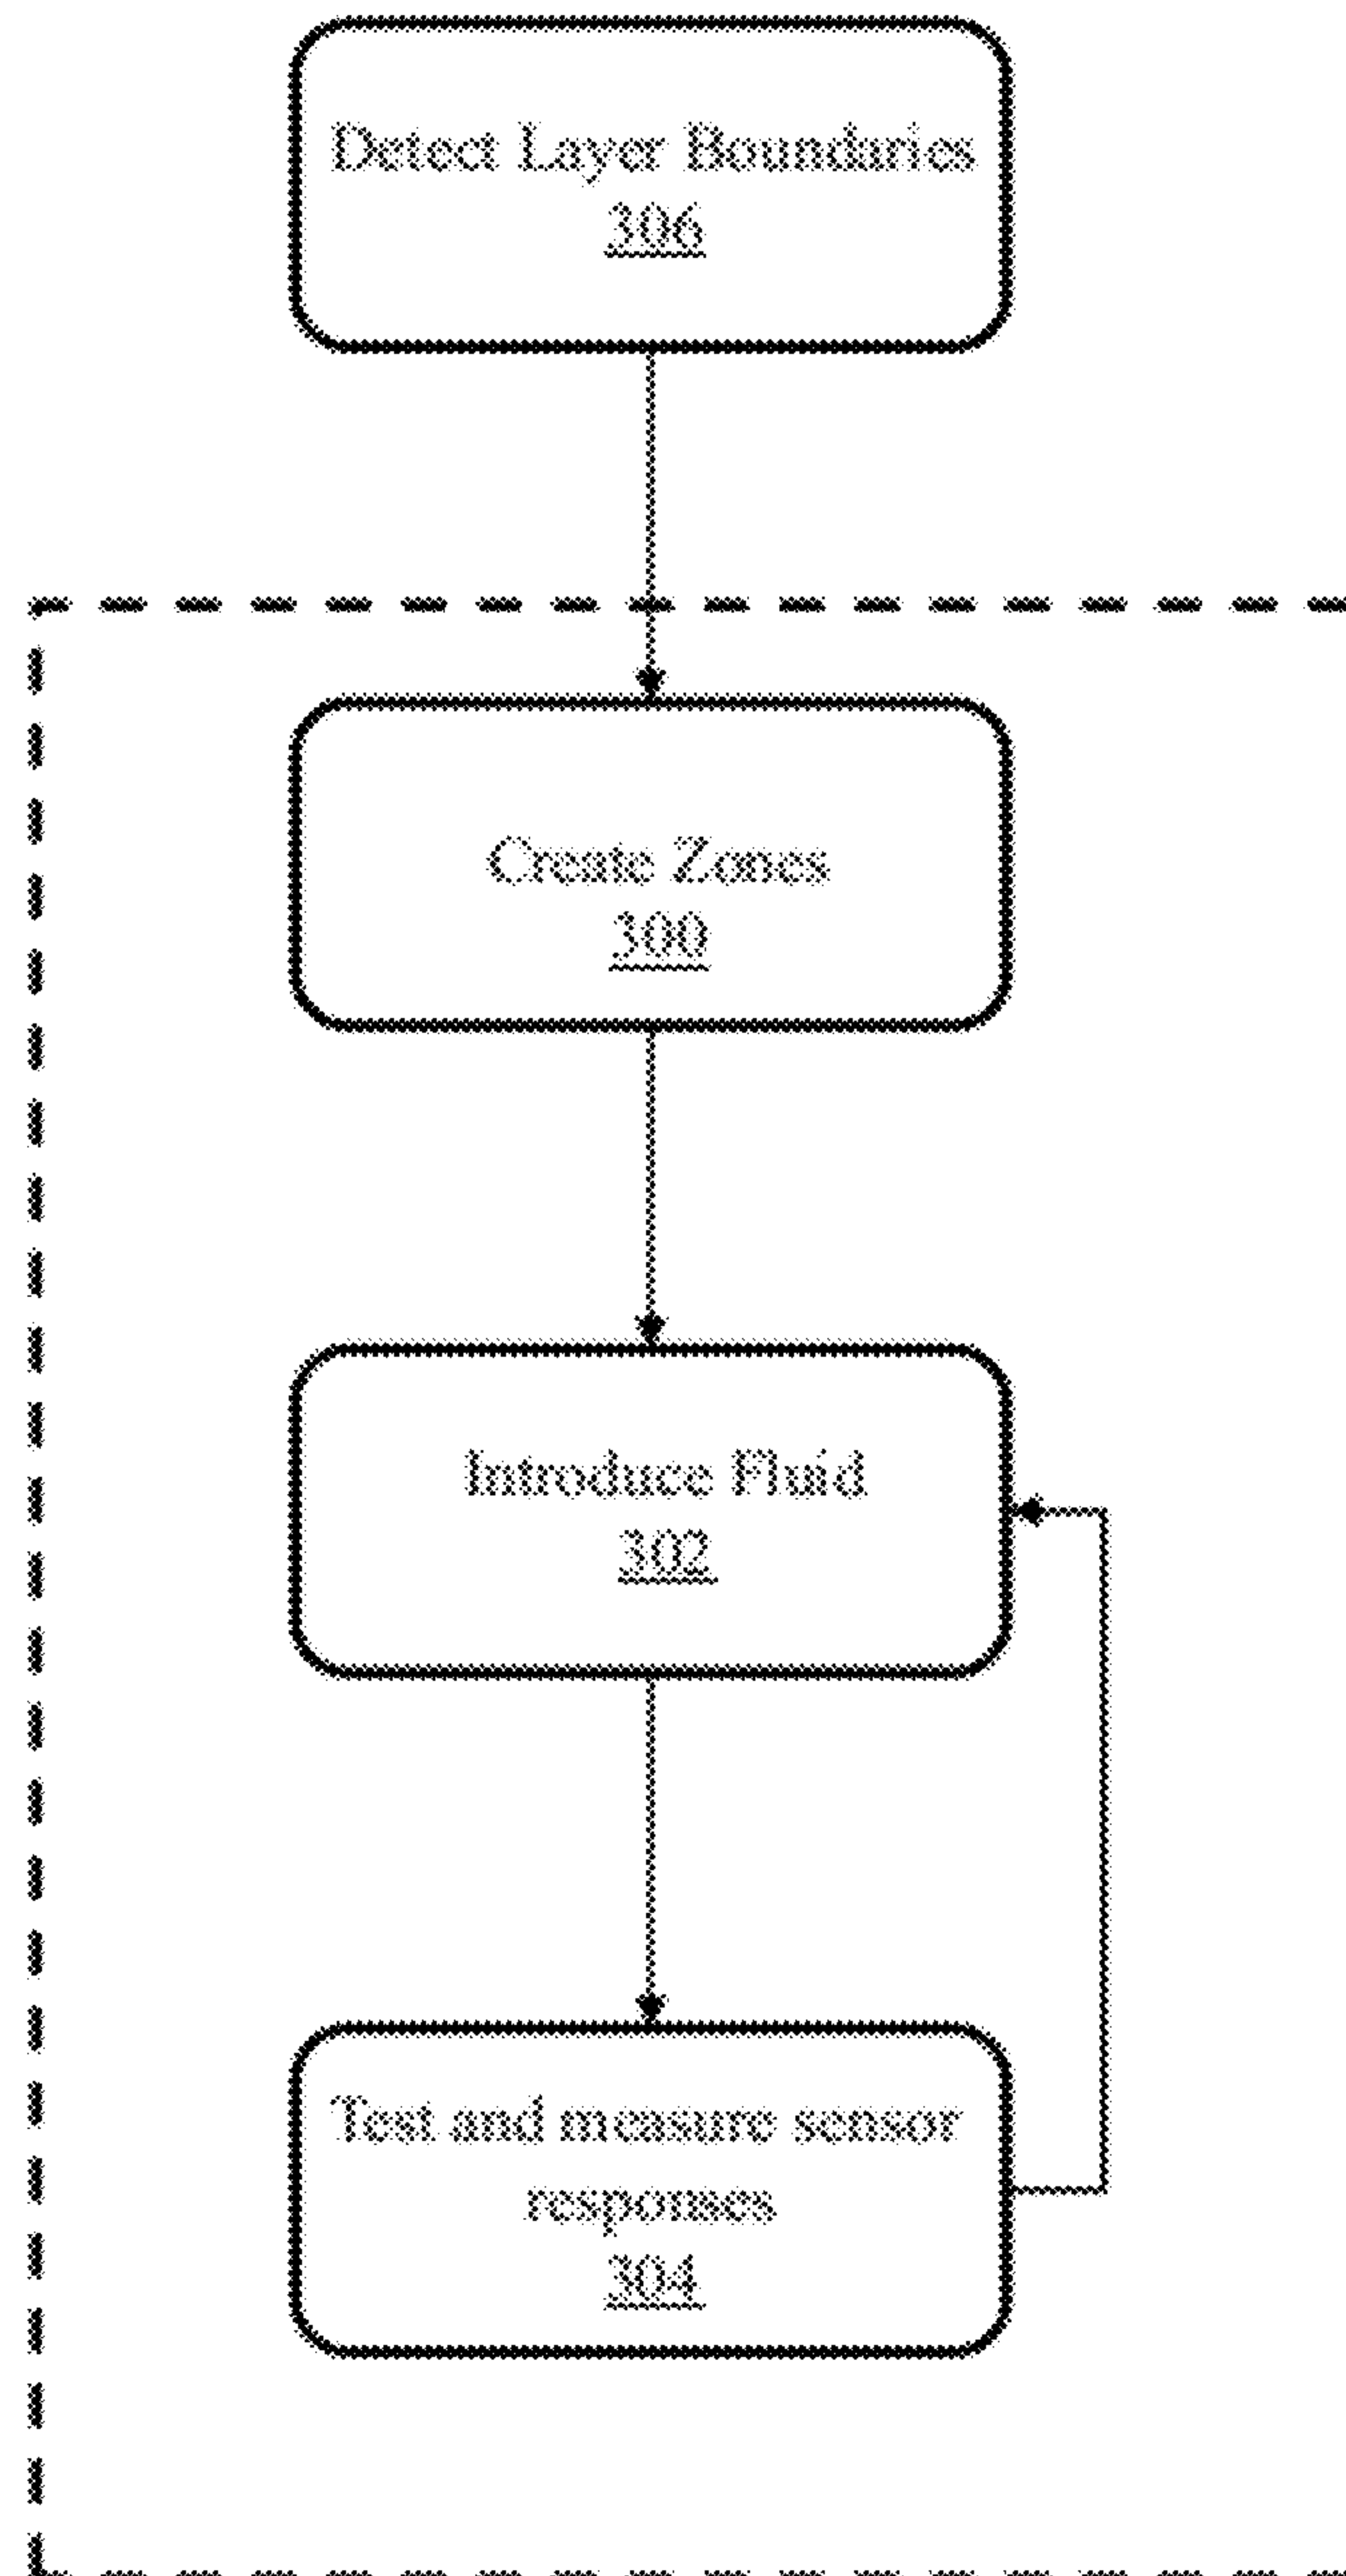 Detect Layer Boundaries
306
Create Zones
300
Introduce Fluid
302
Test and measure sensor
responses
304